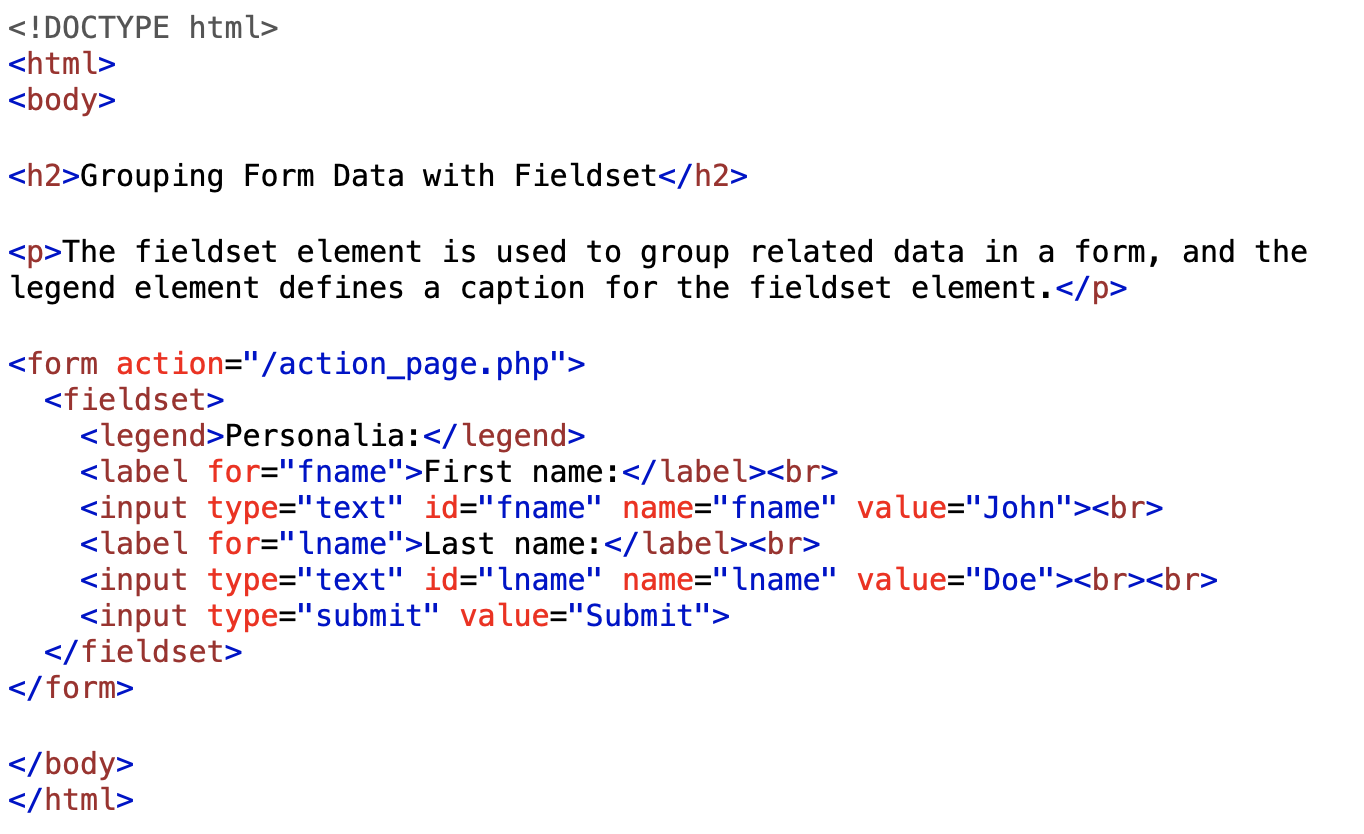 <!DOCTYPE html>
<html>
<body>

<h2>Grouping Form Data with Fieldset</h2>

<p>The fieldset element is used to group related data in a form, and the
legend element defines a caption for the fieldset element.</p>

<form action="/action_page.php">
  <fieldset>
    <legend>Personalia:</legend>
    <label for="fname">First name:</label><br>
    <input type="text" id="fname" name="fname" value="John"><br>
    <label for="lname">Last name:</label><br>
    <input type="text" id="lname" name="lname" value="Doe"><br><br>
    <input type="submit" value="Submit">
  </fieldset>
</form>

</body>
</html>